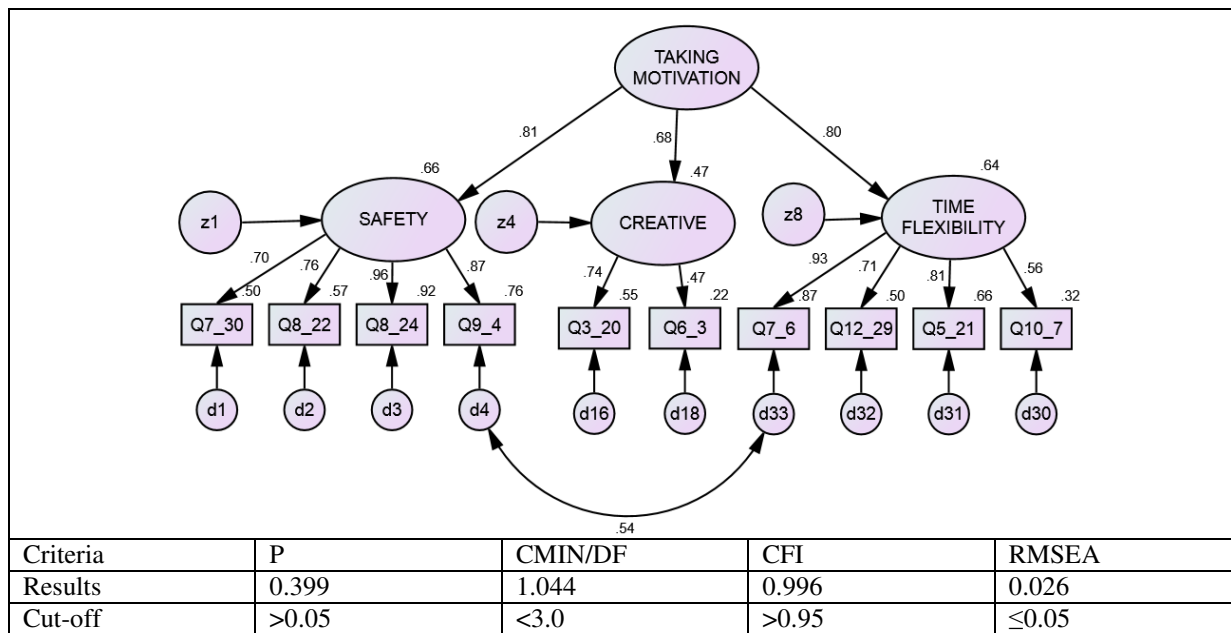 TAKING
MOTIVATION
.81
.68
.80
.66
.47
.64
z1
SAFETY
z4
CREATIVE
z8
TIME
FLEXIBILITY
.70
.76
.96
.87
.74
.47
.93
.71
.81
.56
.50
.57
.92
.76
.55
.22
.87
.50
.66
.32
Q7_30
Q8_22
Q8_24
Q9_4
Q3_20
Q6_3
Q7_6
Q12_29
Q5_21
Q10_7
d1
d2
d3
d4
d16
d18
d33
d32
d31
d30
.54
Criteria P CMIN/DF CFI RMSEA
Results 0.399 1.044 0.996 0.026
Cut-off >0.05 <3.0 >0.95 ≤0.05